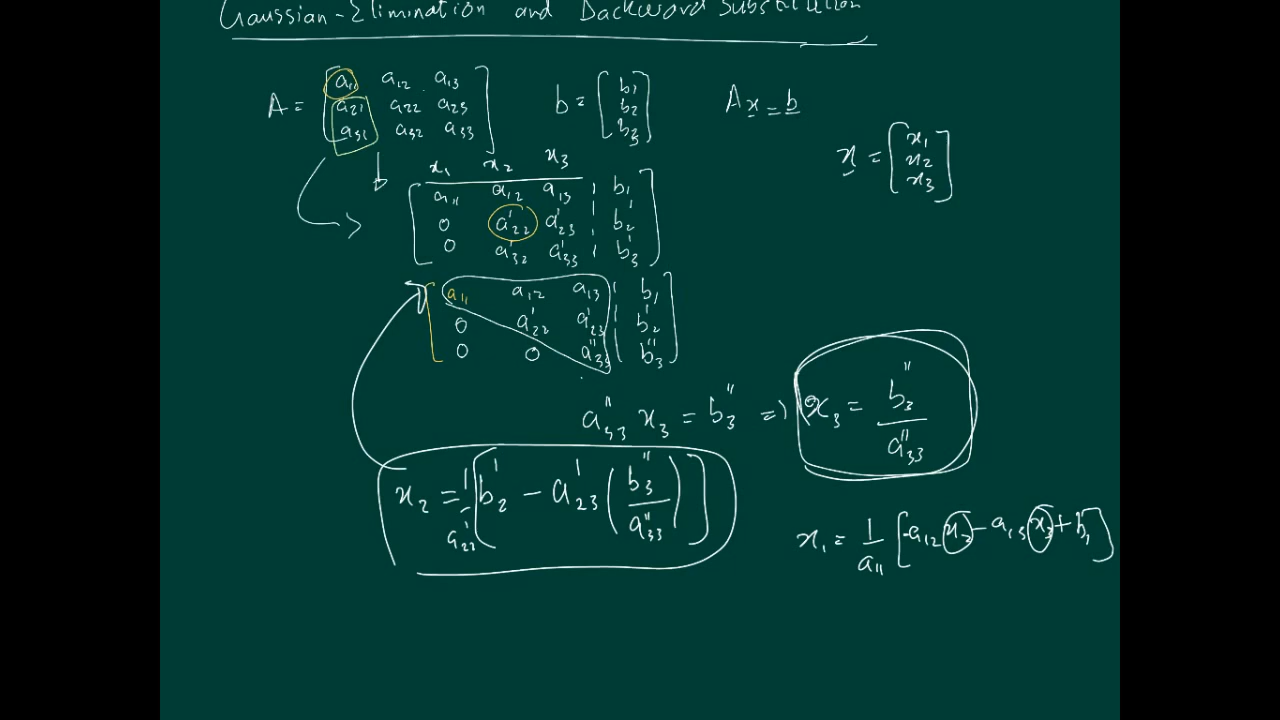 Gaussian-Elimination and Backward Substitution
A = [a11 a12 a13
a21 a22 a23
a31 a32 a33]
b = [b1
b2
b3]
Ax = b
x = [x1
x2
x3]
x1 x2 x3
[a11 a12 a13 | b1
0 a'22 a'23 | b'2
0 a'32 a'33 | b'3]
[a11 a12 a13 | b1
0 a'22 a'23 | b'2
0 0 a''33 | b''3]
a''33 x3 = b''3 => x3 = b''3 / a''33
x2 = 1/a'22 [b'2 - a'23 (b''3 / a''33)]
x1 = 1/a11 [-a12 x2 - a13 x3 + b1]